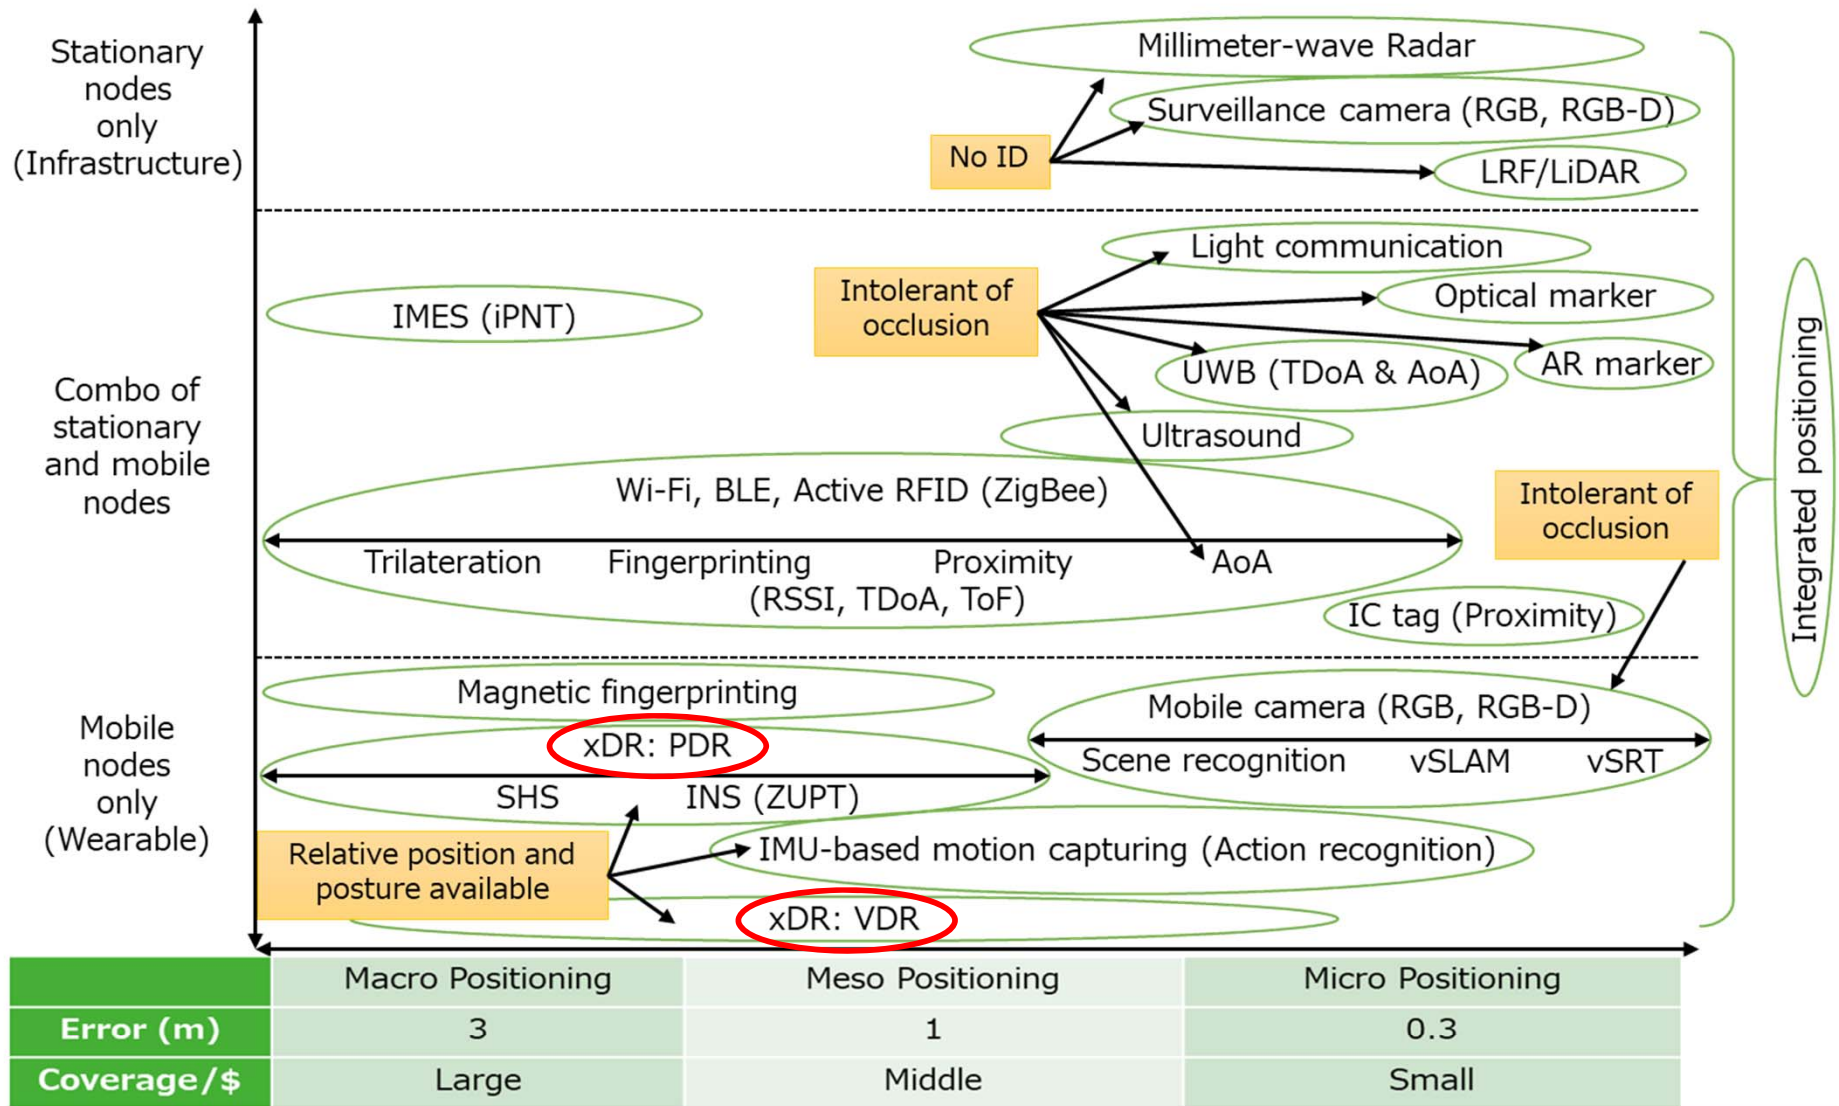 Stationary
nodes
only
(Infrastructure)
Millimeter-wave Radar
Surveillance camera (RGB, RGB-D)
No ID
LRF/LiDAR
Combo of
stationary
and mobile
nodes
Light communication
Intolerant of
occlusion
Optical marker
IMES (iPNT)
AR marker
UWB (TDoA & AoA)
Ultrasound
Wi-Fi, BLE, Active RFID (ZigBee)
Trilateration Fingerprinting Proximity AoA
(RSSI, TDoA, ToF)
Intolerant of
occlusion
IC tag (Proximity)
Mobile
nodes
only
(Wearable)
Magnetic fingerprinting
xDR: PDR
SHS INS (ZUPT)
Mobile camera (RGB, RGB-D)
Scene recognition vSLAM vSRT
Relative position and
posture available
IMU-based motion capturing (Action recognition)
xDR: VDR
Integrated positioning
Macro Positioning Meso Positioning Micro Positioning
Error (m) 3 1 0.3
Coverage/$ Large Middle Small